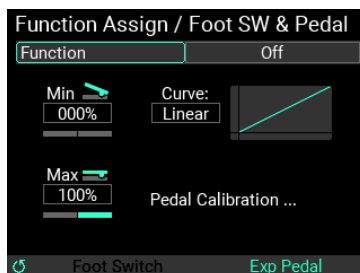 Function Assign / Foot SW & Pedal
Function Off
Min Curve:
000% Linear
Max
100% Pedal Calibration ...
Foot Switch Exp Pedal